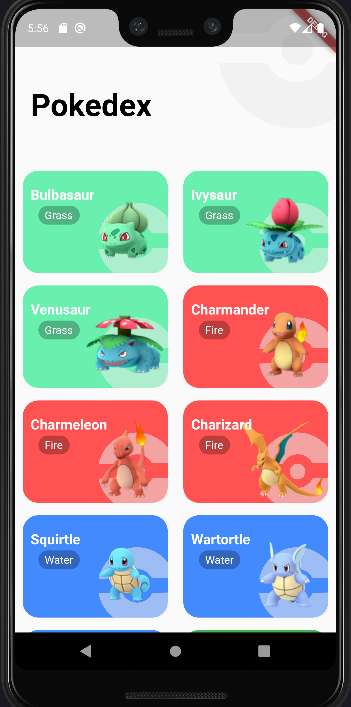 5:56
DEBUG
Pokedex
Bulbasaur
Grass
Ivysaur
Grass
Venusaur
Grass
Charmander
Fire
Charmeleon
Fire
Charizard
Fire
Squirtle
Water
Wartortle
Water